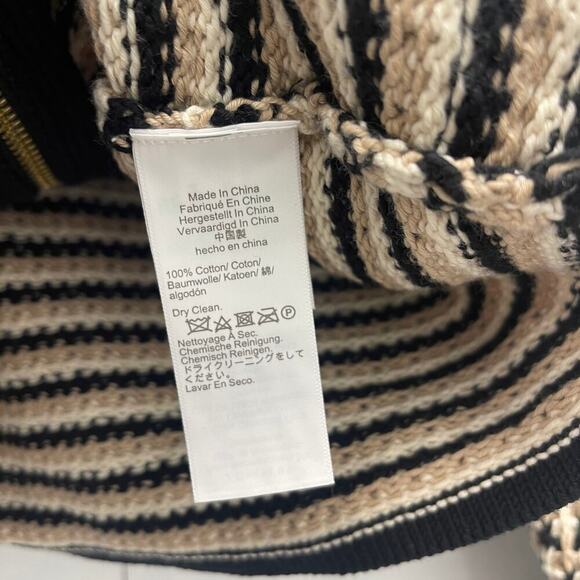 Made In China
Fabriqué En Chine
Hergestellt In China
Vervaardigd In China
中国製
hecho en china
100% Cotton/ Coton/
Baumwolle/ Katoen/ 綿/
algodón
Dry Clean.
P
Nettoyage À Sec.
Chemische Reinigung.
Chemisch Reinigen.
ドライクリーニングをして
ください。
Lavar En Seco.